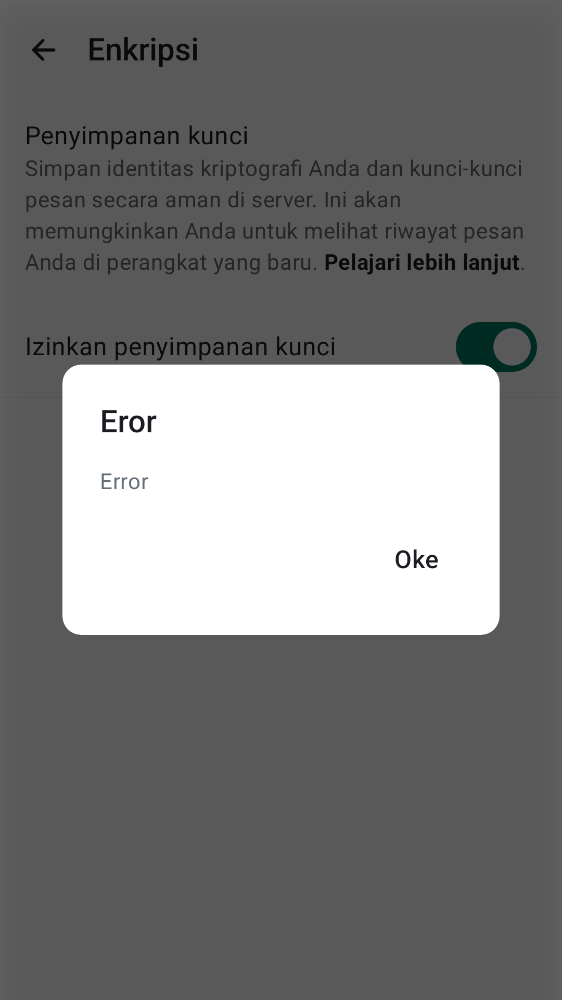 Enkripsi
Penyimpanan kunci
Simpan identitas kriptografi Anda dan kunci-kunci
pesan secara aman di server. Ini akan
memungkinkan Anda untuk melihat riwayat pesan
Anda di perangkat yang baru. Pelajari lebih lanjut.
Izinkan penyimpanan kunci
Eror
Error
Oke